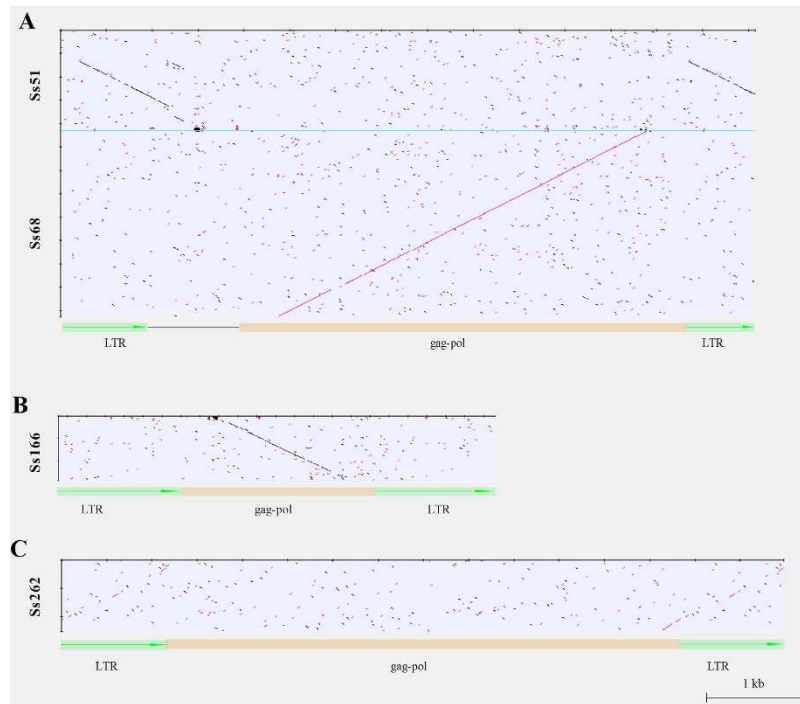 A
Ss51
Ss68
LTR
gag-pol
LTR
B
Ss166
LTR
gag-pol
LTR
C
Ss262
LTR
gag-pol
LTR
1 kb